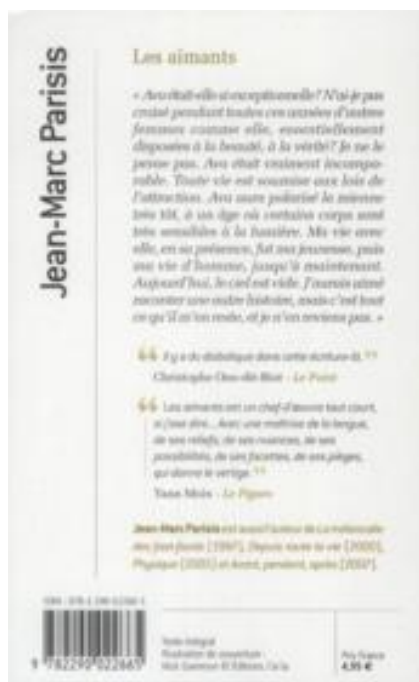 Jean-Marc Parisis
Les aimants
« Ava était-elle si exceptionnelle ? N'ai-je pas
croisé pendant toutes ces années d'autres
femmes comme elle, essentiellement
disposées à la beauté, à la vérité ? Je ne le
pense pas. Ava était vraiment incompa-
rable. Toute vie est soumise aux lois de
l'attraction. Ava aura polarisé la mienne
très tôt, à un âge où certains corps sont
très sensibles à la lumière. Ma vie avec
elle, en sa présence, fut ma jeunesse, puis
ma vie d'homme, jusqu'à maintenant.
Aujourd'hui, le ciel est vide. J'aurais aimé
raconter une autre histoire, mais c'est tout
ce qu'il m'en reste, et je n'en reviens pas. »
“ Il y a du diabolique dans cette écriture-là. ”
Christophe Ono-dit-Biot - Le Point
“ Les aimants est un chef-d'œuvre tout court,
si j'ose dire... Avec une maîtrise de la langue,
de ses reliefs, de ses nuances, de ses
possibilités, de ses facettes, de ses pièges,
qui donne le vertige. ”
Yann Moix - Le Figaro
Jean-Marc Parisis est aussi l'auteur de La mélancolie
des fast-foods [1987], Depuis toute la vie [2000],
Physique [2005] et Avant, pendant, après [2007].
9 782290 022665
Texte intégral
Illustration de couverture
Prix France
4,95 €